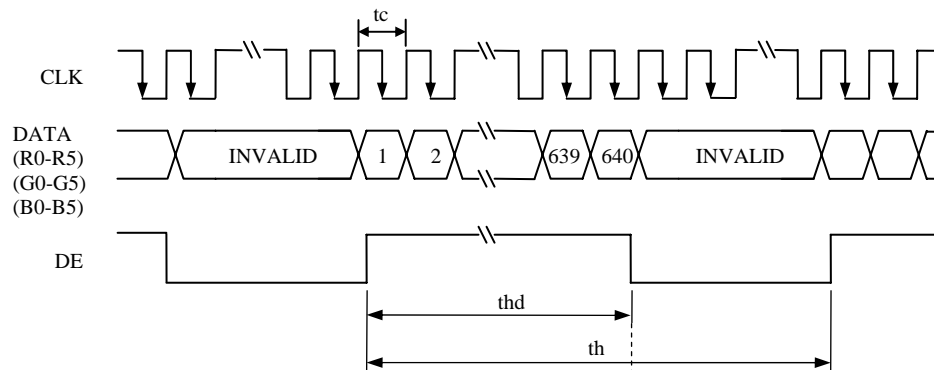 tc
CLK
DATA
(R0-R5)
(G0-G5)
(B0-B5)
INVALID
1
2
639
640
INVALID
DE
thd
th